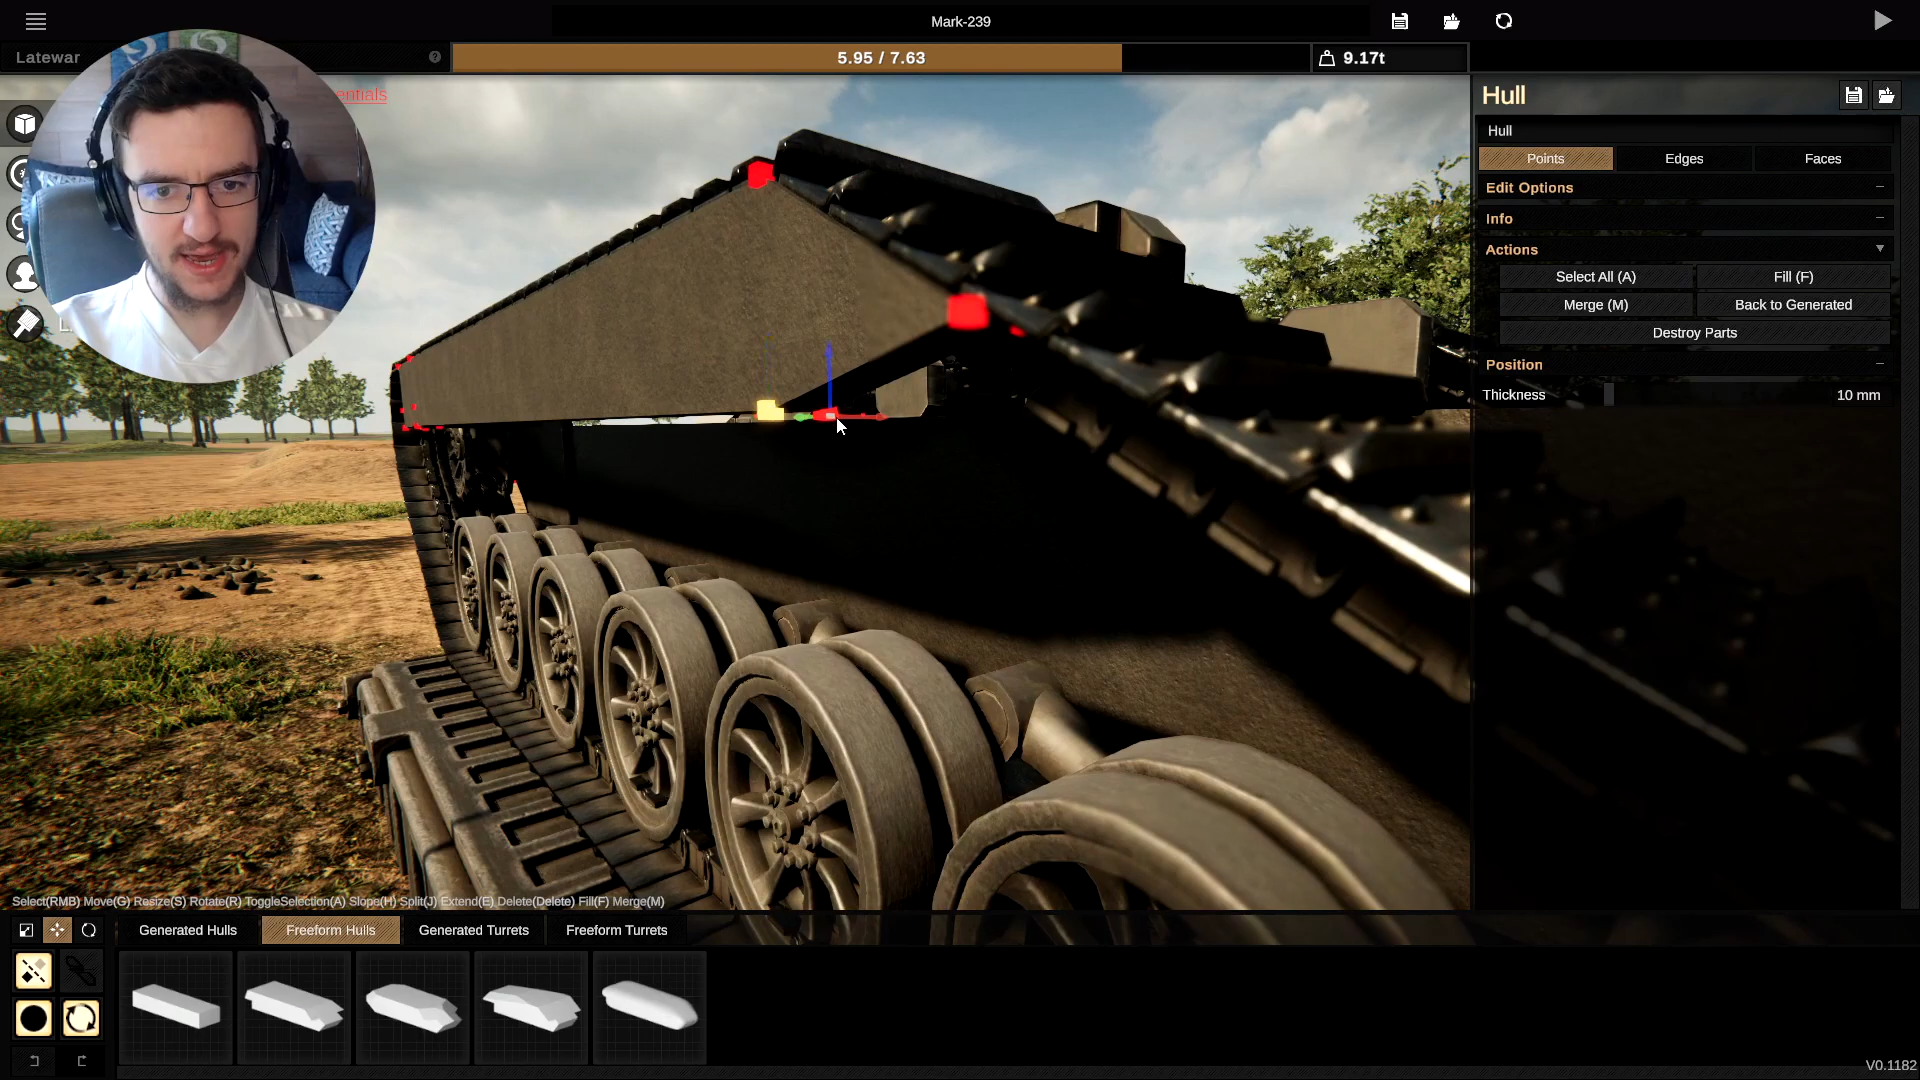 Mark-239
Latewar
5.95 / 7.63
9.17t
entials
Hull
Hull
Points
Edges
Faces
Edit Options
Info
Actions
Select All (A)
Fill (F)
Merge (M)
Back to Generated
Destroy Parts
Position
Thickness
10 mm
Select(RMB) Move(G) Resize(S) Rotate(R) ToggleSelection(A) Slope(H) Split(J) Extend(E) Delete(Delete) Fill(F) Merge(M)
Generated Hulls
Freeform Hulls
Generated Turrets
Freeform Turrets
V0.1182